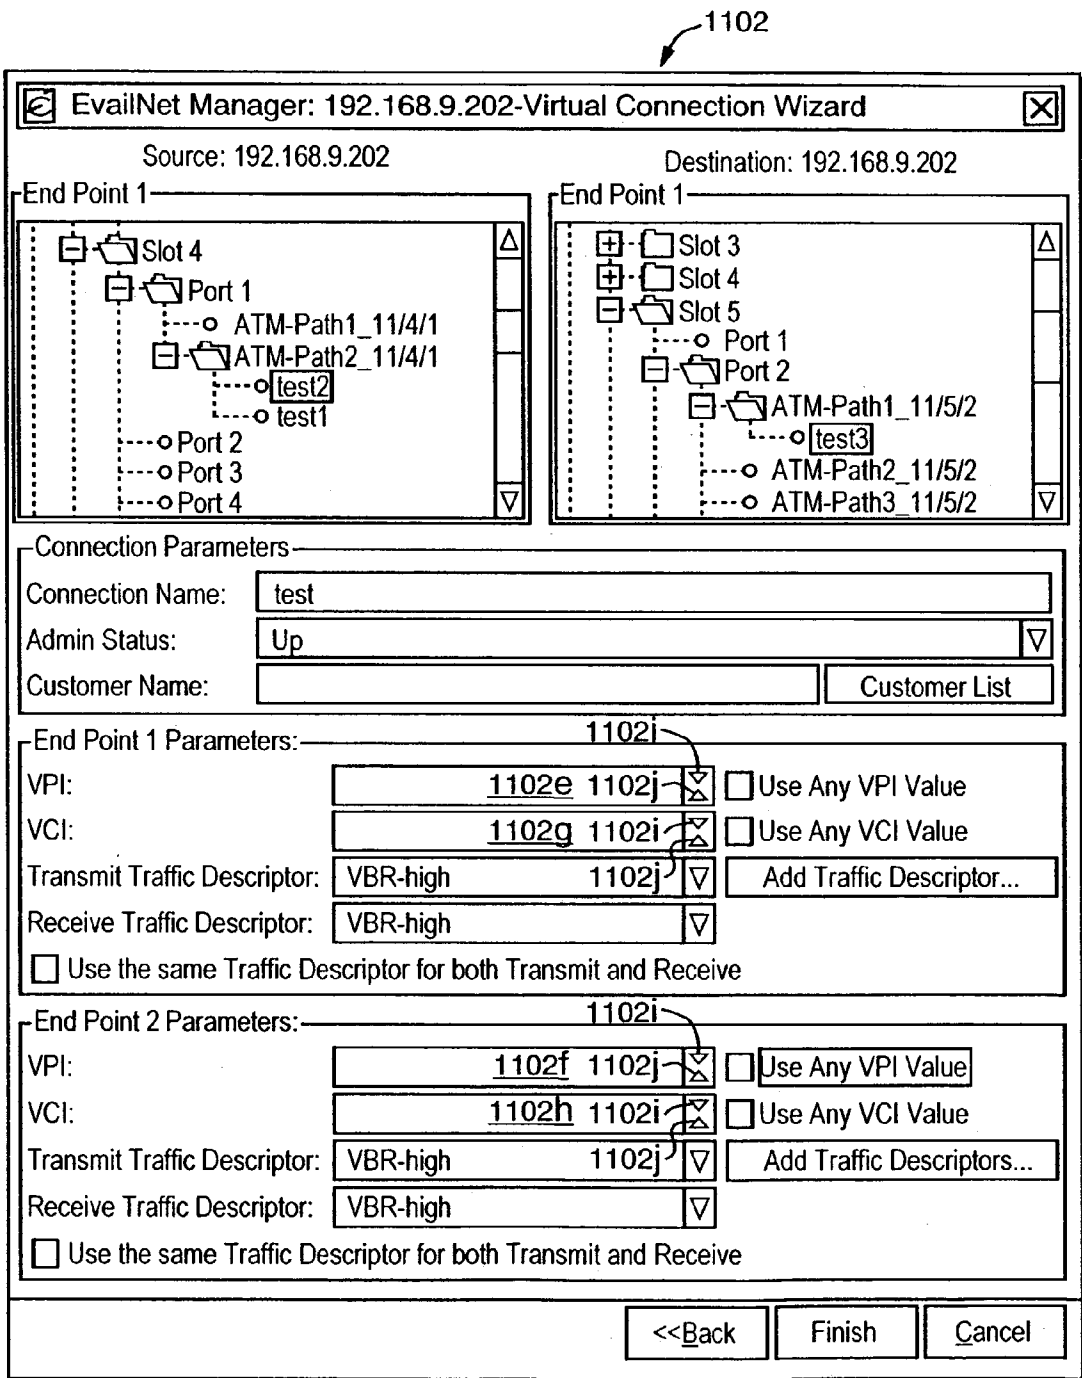 1102
EvailNet Manager: 192.168.9.202-Virtual Connection Wizard
Source: 192.168.9.202
Destination: 192.168.9.202
End Point 1
Slot 4
Port 1
ATM-Path1_11/4/1
ATM-Path2_11/4/1
test2
test1
Port 2
Port 3
Port 4
End Point 1
Slot 3
Slot 4
Slot 5
Port 1
Port 2
ATM-Path1_11/5/2
test3
ATM-Path2_11/5/2
ATM-Path3_11/5/2
Connection Parameters
Connection Name: test
Admin Status: Up
Customer Name: Customer List
End Point 1 Parameters: 1102i
VPI: 1102e 1102j Use Any VPI Value
VCI: 1102g 1102i Use Any VCI Value
Transmit Traffic Descriptor: VBR-high 1102j Add Traffic Descriptor...
Receive Traffic Descriptor: VBR-high
Use the same Traffic Descriptor for both Transmit and Receive
End Point 2 Parameters: 1102i
VPI: 1102f 1102j Use Any VPI Value
VCI: 1102h 1102i Use Any VCI Value
Transmit Traffic Descriptor: VBR-high 1102j Add Traffic Descriptors...
Receive Traffic Descriptor: VBR-high
Use the same Traffic Descriptor for both Transmit and Receive
<<Back Finish Cancel